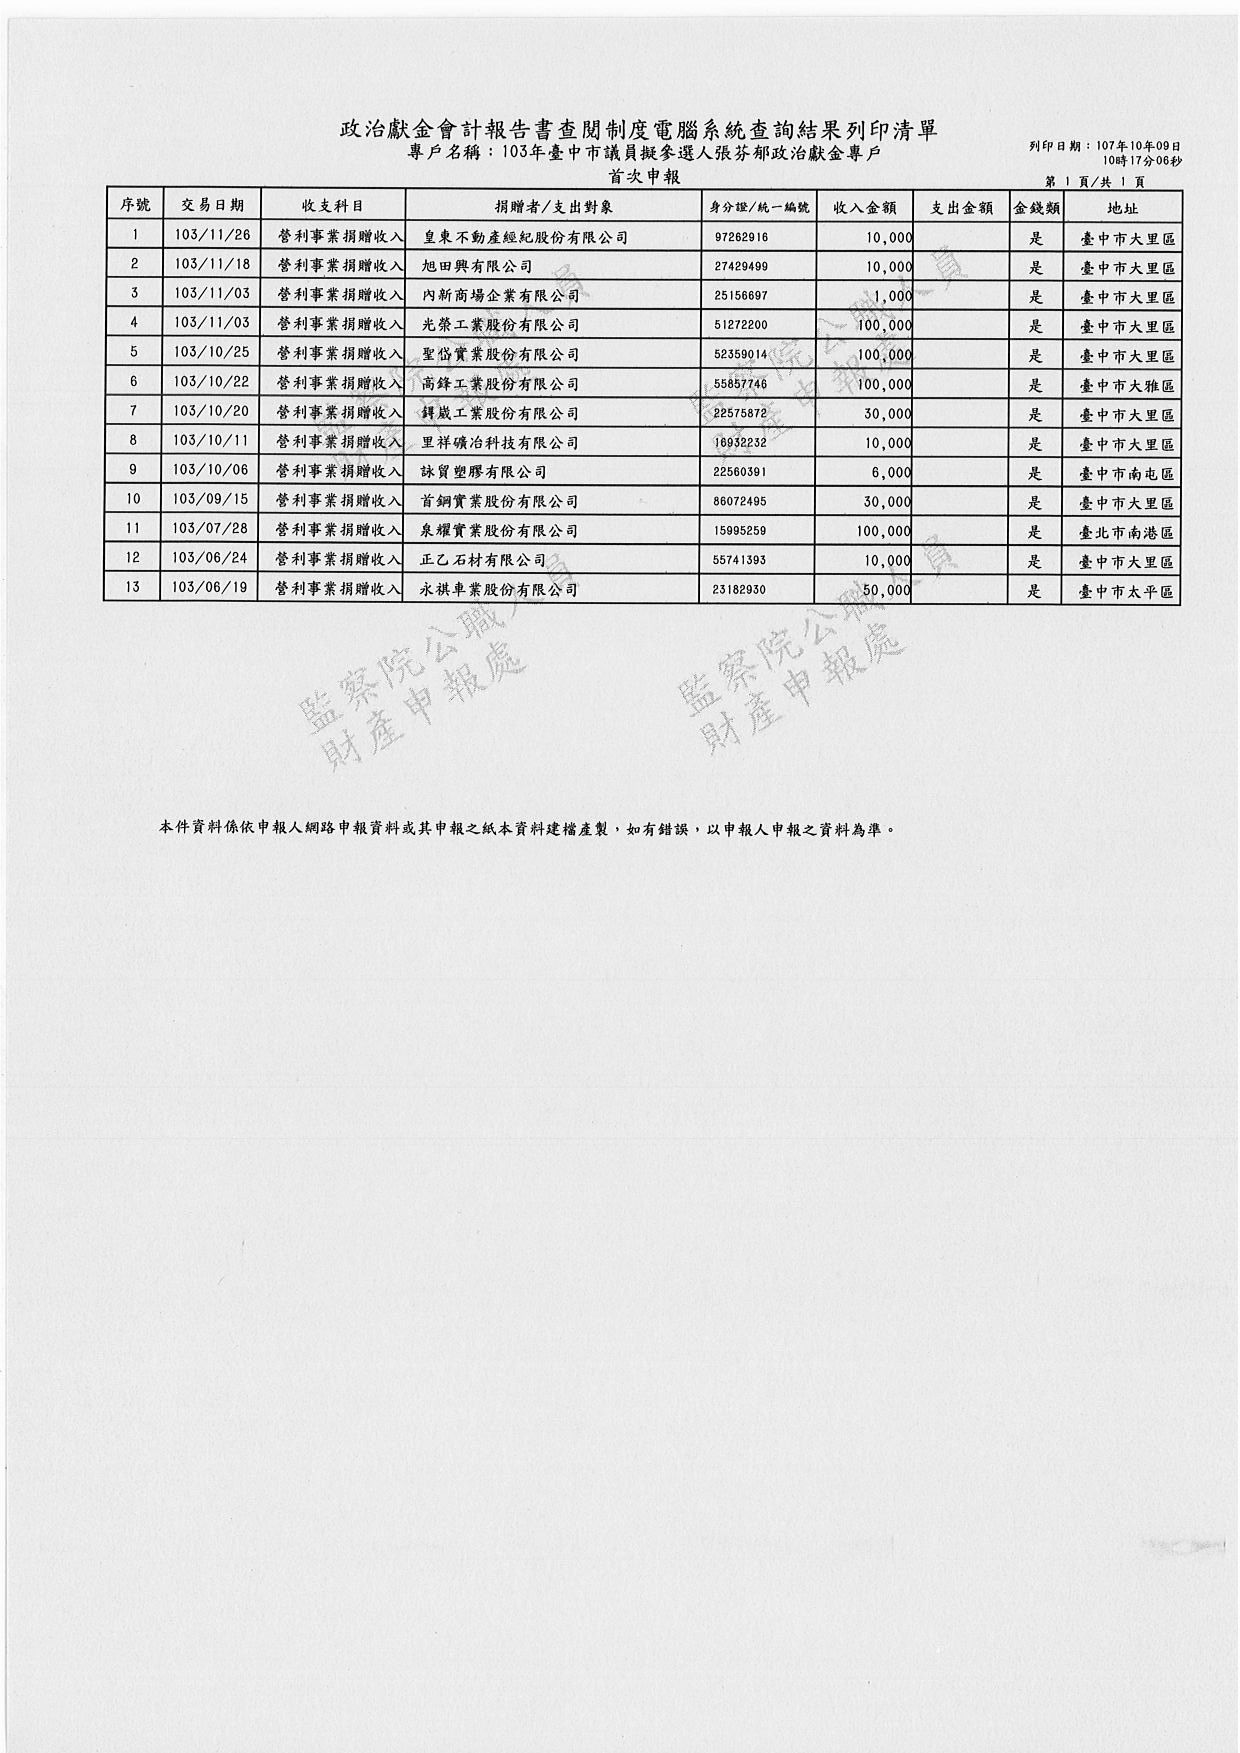 政治獻金會計報告書查閱制度電腦系統查詢結果列印清單
專戶名稱：103年臺中市議員擬參選人張芬郁政治獻金專戶
列印日期：107年10年09日
10時17分06秒
首次申報
第 1 頁/共 1 頁
序號 交易日期 收支科目 捐贈者/支出對象 身分證/統一編號 收入金額 支出金額 金錢類 地址
1 103/11/26 營利事業捐贈收入 皇東不動產經紀股份有限公司 97262916 10,000 是 臺中市大里區
2 103/11/18 營利事業捐贈收入 旭田興有限公司 27429499 10,000 是 臺中市大里區
3 103/11/03 營利事業捐贈收入 內新商場企業有限公司 25156697 1,000 是 臺中市大里區
4 103/11/03 營利事業捐贈收入 光榮工業股份有限公司 51272200 100,000 是 臺中市大里區
5 103/10/25 營利事業捐贈收入 聖岱實業股份有限公司 52359014 100,000 是 臺中市大里區
6 103/10/22 營利事業捐贈收入 高鋒工業股份有限公司 55857746 100,000 是 臺中市大雅區
7 103/10/20 營利事業捐贈收入 鍀崴工業股份有限公司 22575872 30,000 是 臺中市大里區
8 103/10/11 營利事業捐贈收入 里祥礦冶科技有限公司 16932232 10,000 是 臺中市大里區
9 103/10/06 營利事業捐贈收入 詠貿塑膠有限公司 22560391 6,000 是 臺中市南屯區
10 103/09/15 營利事業捐贈收入 首鋼實業股份有限公司 86072495 30,000 是 臺中市大里區
11 103/07/28 營利事業捐贈收入 泉耀實業股份有限公司 15995259 100,000 是 臺北市南港區
12 103/06/24 營利事業捐贈收入 正乙石材有限公司 55741393 10,000 是 臺中市大里區
13 103/06/19 營利事業捐贈收入 永祺車業股份有限公司 23182930 50,000 是 臺中市太平區
監察院公職人員
財產申報處
監察院公職人員
財產申報處
監察院公職人員
財產申報處
監察院公職人員
財產申報處
本件資料係依申報人網路申報資料或其申報之紙本資料建檔產製，如有錯誤，以申報人申報之資料為準。